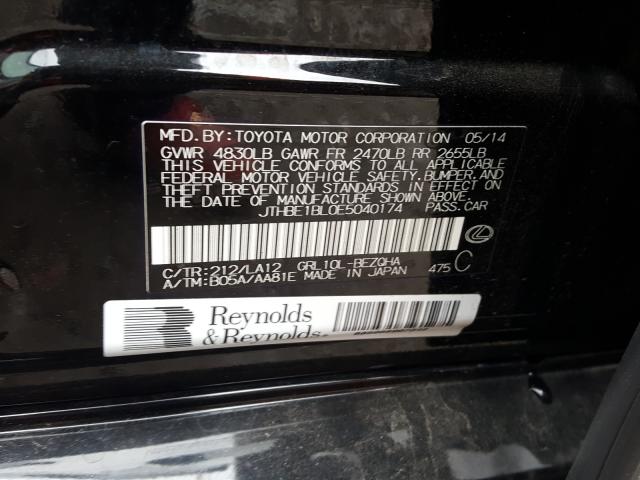 MFD.BY:TOYOTA MOTOR CORPORATION 05/14
GVWR 4830LB GAWR FR 2470LB RR 2655LB
THIS VEHICLE CONFORMS TO ALL APPLICABLE
FEDERAL MOTOR VEHICLE SAFETY,BUMPER,AND
THEFT PREVENTION STANDARDS IN EFFECT ON
THE DATE OF MANUFACTURE SHOWN ABOVE.
JTHBE1BL0E5040174 PASS.CAR
C/TR:212/LA12 GRL10L-BEZQHA
A/TM:B05A/AA81E MADE IN JAPAN 475 C
Reynolds
& Reynolds.